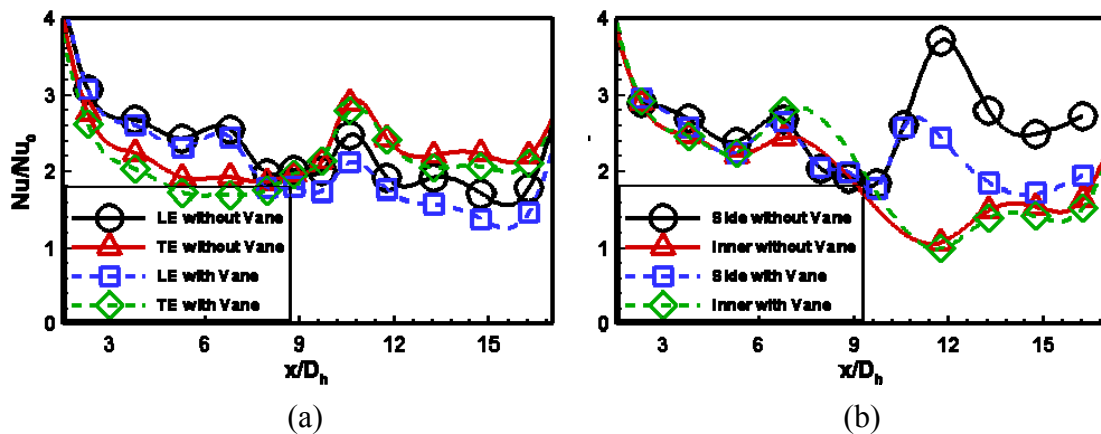 4
3
2
1
0
Nu/Nu0
LE without Vane
TE without Vane
LE with Vane
TE with Vane
3 6 9 12 15
x/Dh
(a)
4
3
2
1
0
Side without Vane
Inner without Vane
Side with Vane
Inner with Vane
3 6 9 12 15
x/Dh
(b)